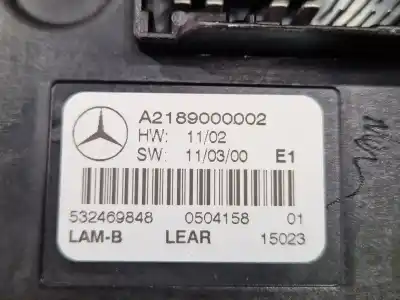 A2189000002
HW: 11/02
SW: 11/03/00 E1
532469848 0504158 01
LAM-B LEAR 15023